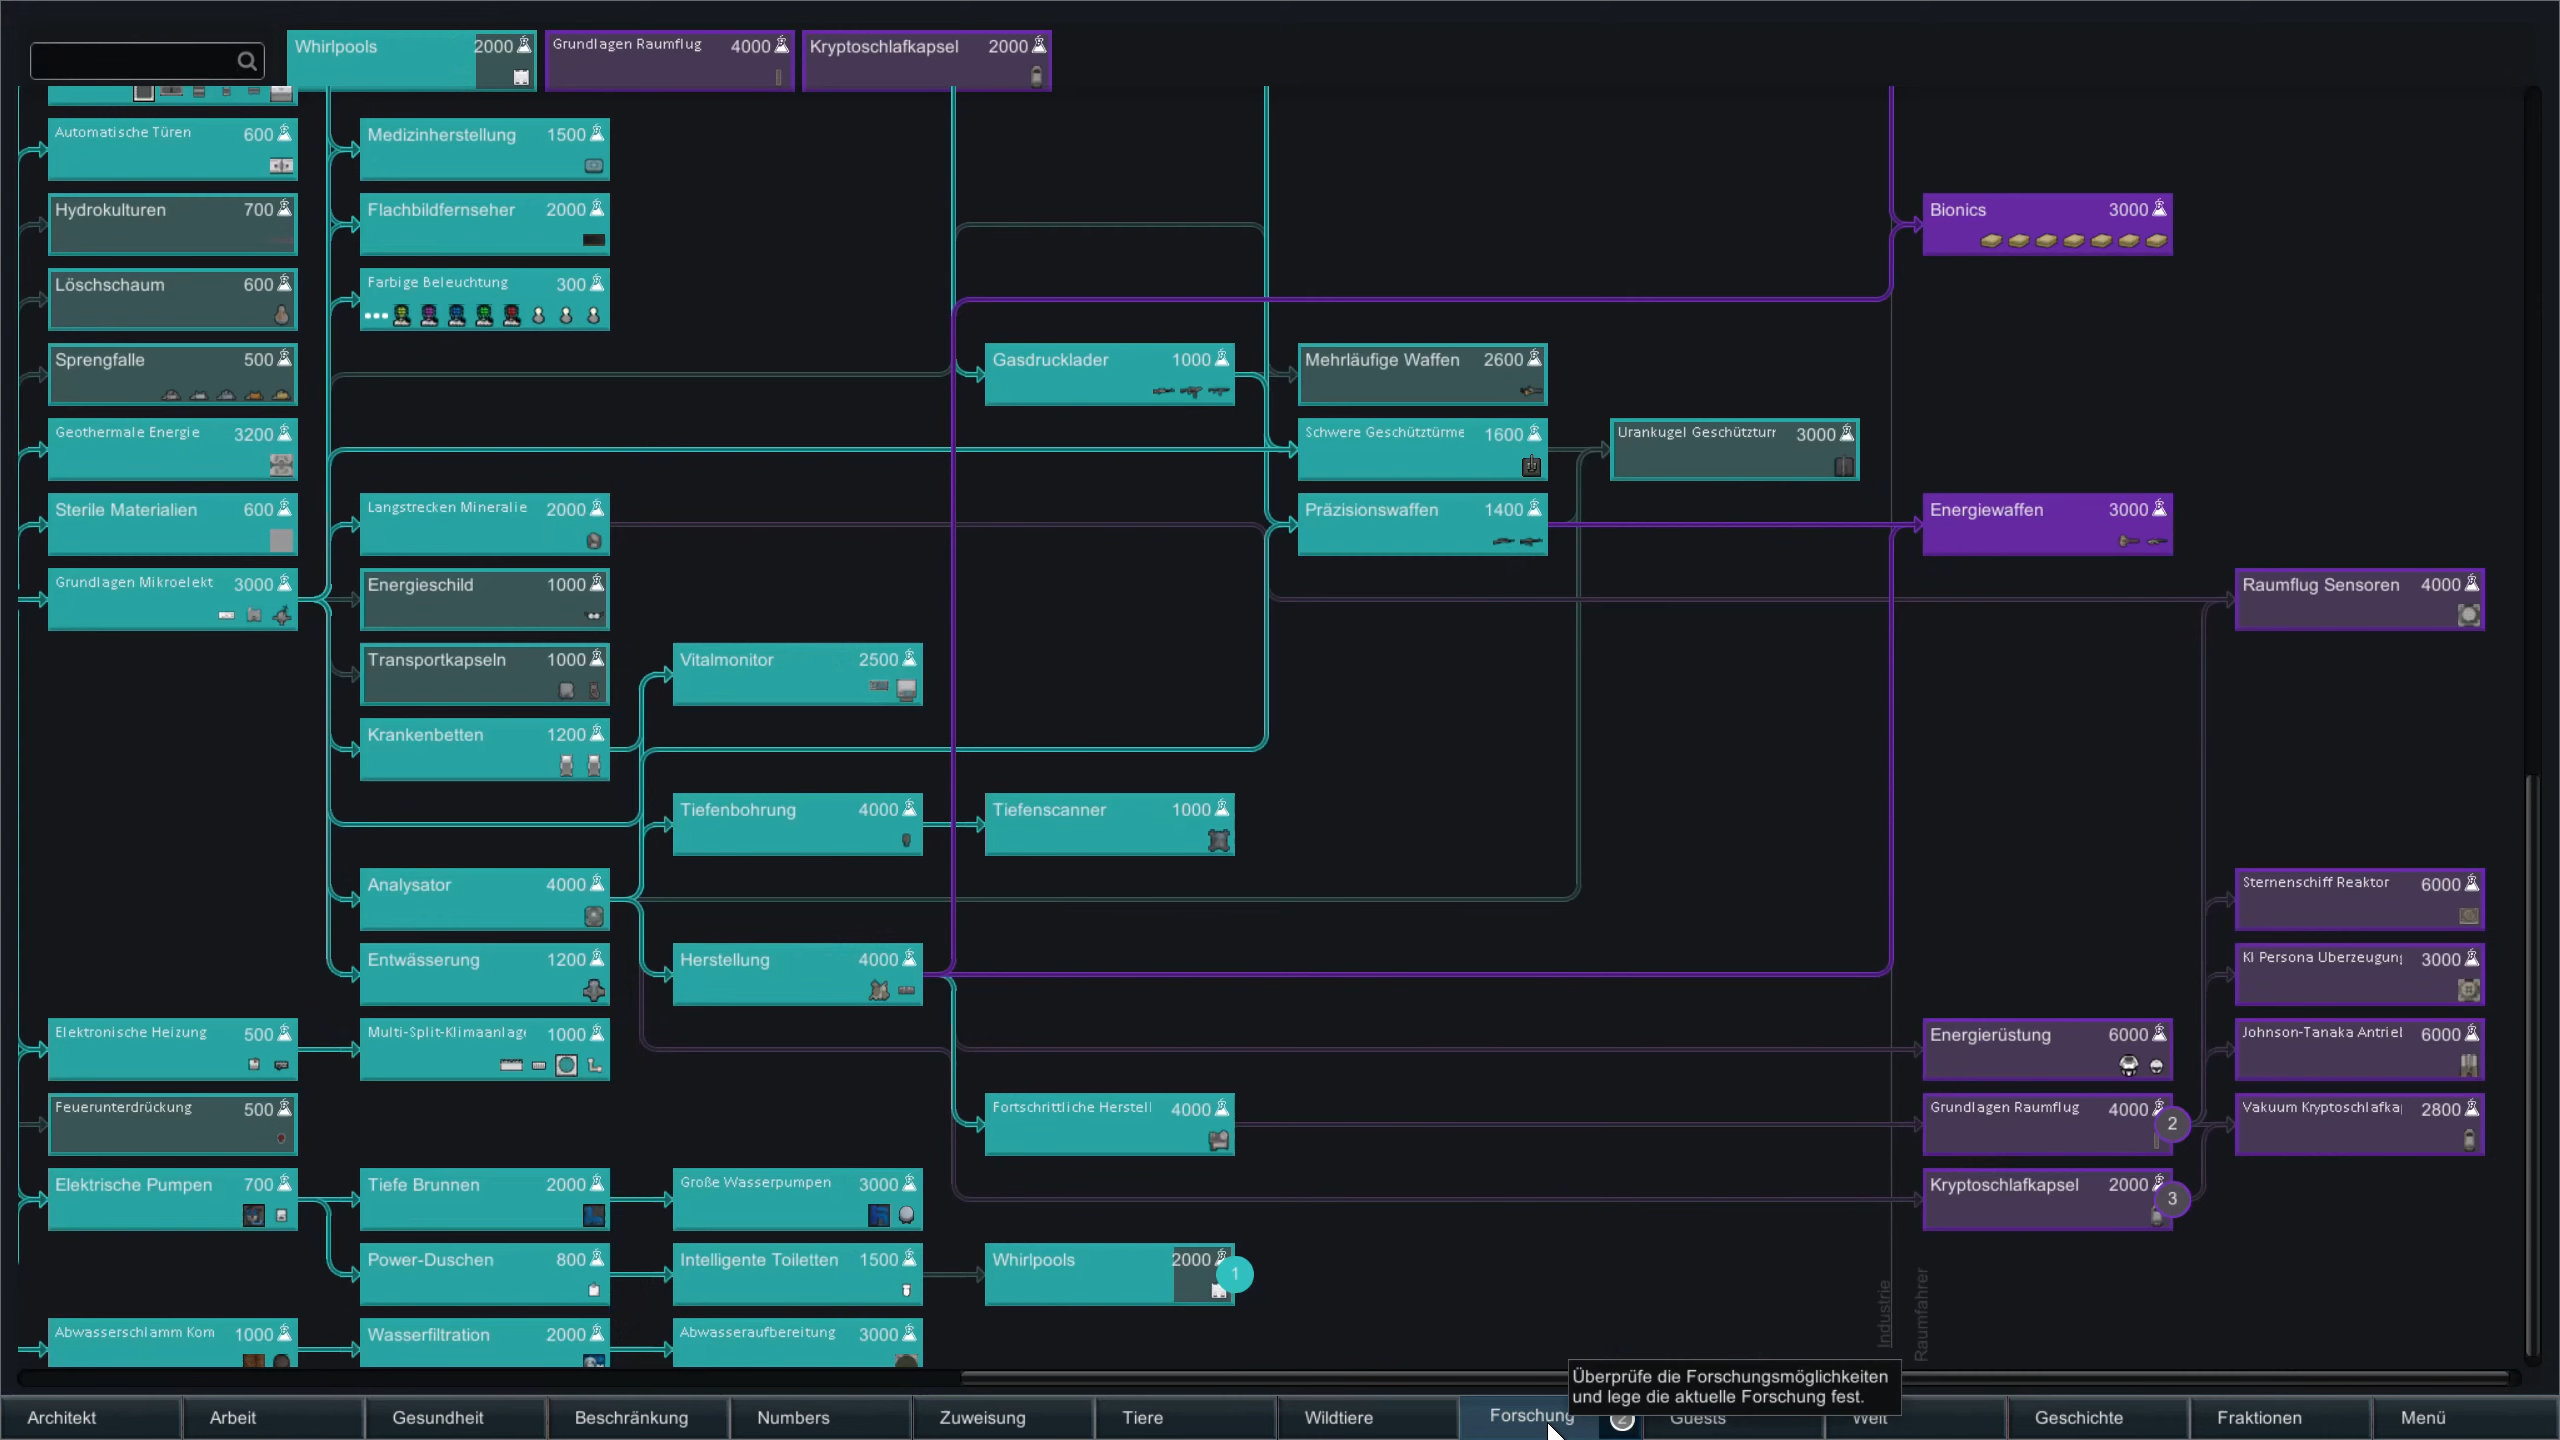 Whirlpools 2000
Grundlagen Raumflug 4000
Kryptoschlafkapsel 2000
Automatische Türen 600
Medizinherstellung 1500
Hydrokulturen 700
Flachbildfernseher 2000
Bionics 3000
Löschschaum 600
Farbige Beleuchtung 300
Sprengfalle 500
Gasdrucklader 1000
Mehrläufige Waffen 2600
Geothermale Energie 3200
Schwere Geschütztürme 1600
Urankugel Geschütztur 3000
Sterile Materialien 600
Langstrecken Mineralie 2000
Präzisionswaffen 1400
Energiewaffen 3000
Grundlagen Mikroelekt 3000
Energieschild 1000
Raumflug Sensoren 4000
Transportkapseln 1000
Vitalmonitor 2500
Krankenbetten 1200
Tiefenbohrung 4000
Tiefenscanner 1000
Analysator 4000
Sternenschiff Reaktor 6000
Entwässerung 1200
Herstellung 4000
KI Persona Überzeugung 3000
Elektronische Heizung 500
Multi-Split-Klimaanlage 1000
Energierüstung 6000
Johnson-Tanaka Antriel 6000
Feuerunterdrückung 500
Fortschrittliche Herstell 4000
Grundlagen Raumflug 4000 2
Vakuum Kryptoschlafka 2800
Elektrische Pumpen 700
Tiefe Brunnen 2000
Große Wasserpumpen 3000
Kryptoschlafkapsel 2000 3
Power-Duschen 800
Intelligente Toiletten 1500
Whirlpools 2000 1
Industrie
Raumfahrer
Abwasserschlamm Kom 1000
Wasserfiltration 2000
Abwasseraufbereitung 3000
Überprüfe die Forschungsmöglichkeiten
und lege die aktuelle Forschung fest.
Architekt
Arbeit
Gesundheit
Beschränkung
Numbers
Zuweisung
Tiere
Wildtiere
Forschung
2
Guests
Welt
Geschichte
Fraktionen
Menü